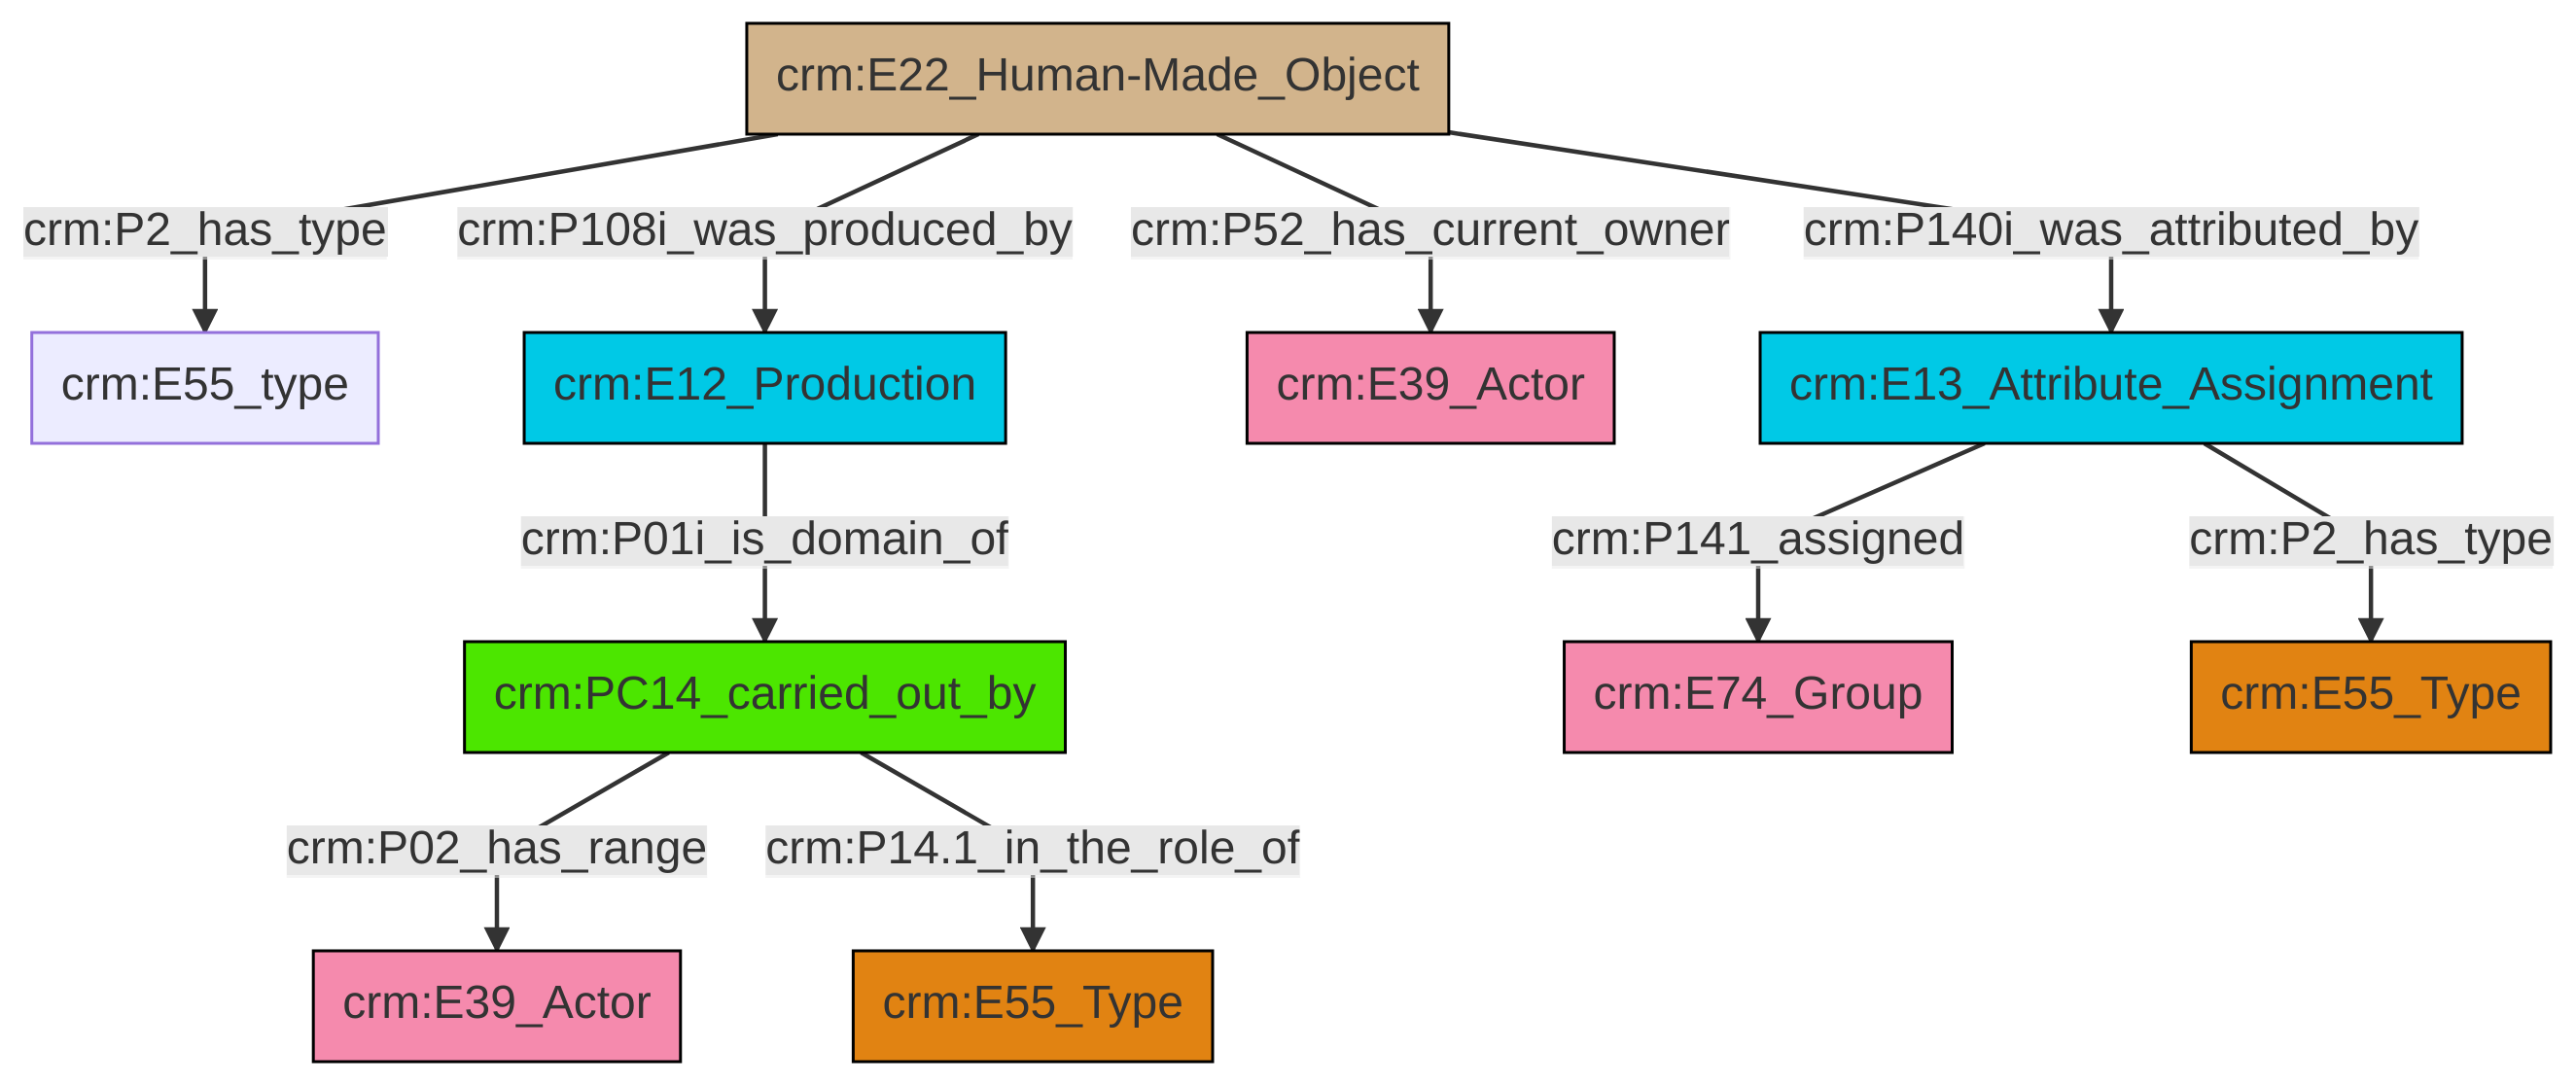 crm:E22_Human-Made_Object
crm:P2_has_type
crm:P108i_was_produced_by
crm:P52_has_current_owner
crm:P140i_was_attributed_by
crm:E55_type
crm:E12_Production
crm:E39_Actor
crm:E13_Attribute_Assignment
crm:P01i_is_domain_of
crm:P141_assigned
crm:P2_has_type
crm:PC14_carried_out_by
crm:E74_Group
crm:E55_Type
crm:P02_has_range
crm:P14.1_in_the_role_of
crm:E39_Actor
crm:E55_Type